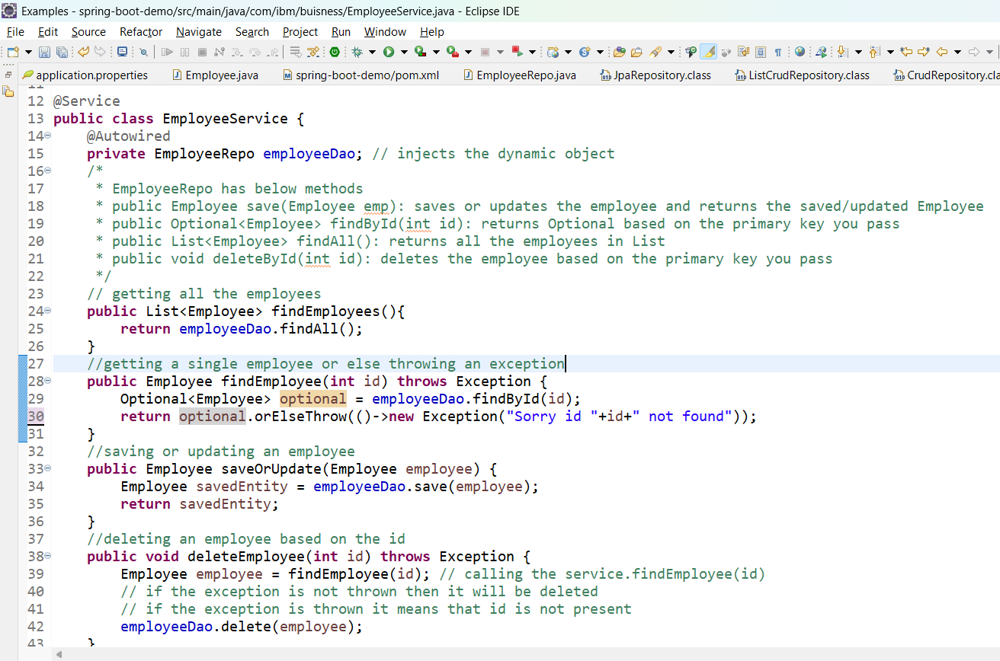 Examples - spring-boot-demo/src/main/java/com/ibm/buisness/EmployeeService.java - Eclipse IDE
File Edit Source Refactor Navigate Search Project Run Window Help
application.properties Employee.java spring-boot-demo/pom.xml EmployeeRepo.java JpaRepository.class ListCrudRepository.class CrudRepository.cla
11
12 @Service
13 public class EmployeeService {
14 @Autowired
15 private EmployeeRepo employeeDao; // injects the dynamic object
16 /*
17 * EmployeeRepo has below methods
18 * public Employee save(Employee emp): saves or updates the employee and returns the saved/updated Employee
19 * public Optional<Employee> findById(int id): returns Optional based on the primary key you pass
20 * public List<Employee> findAll(): returns all the employees in List
21 * public void deleteById(int id): deletes the employee based on the primary key you pass
22 */
23 // getting all the employees
24 public List<Employee> findEmployees(){
25 return employeeDao.findAll();
26 }
27 //getting a single employee or else throwing an exception
28 public Employee findEmployee(int id) throws Exception {
29 Optional<Employee> optional = employeeDao.findById(id);
30 return optional.orElseThrow(()->new Exception("Sorry id "+id+" not found"));
31 }
32 //saving or updating an employee
33 public Employee saveOrUpdate(Employee employee) {
34 Employee savedEntity = employeeDao.save(employee);
35 return savedEntity;
36 }
37 //deleting an employee based on the id
38 public void deleteEmployee(int id) throws Exception {
39 Employee employee = findEmployee(id); // calling the service.findEmployee(id)
40 // if the exception is not thrown then it will be deleted
41 // if the exception is thrown it means that id is not present
42 employeeDao.delete(employee);
43 }